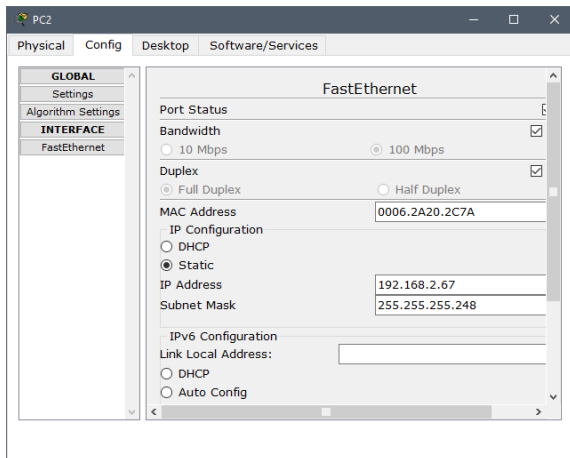 PC2
Physical Config Desktop Software/Services
GLOBAL
Settings
Algorithm Settings
INTERFACE
FastEthernet
FastEthernet
Port Status
Bandwidth
10 Mbps 100 Mbps
Duplex
Full Duplex Half Duplex
MAC Address 0006.2A20.2C7A
IP Configuration
DHCP
Static
IP Address 192.168.2.67
Subnet Mask 255.255.255.248
IPv6 Configuration
Link Local Address:
DHCP
Auto Config